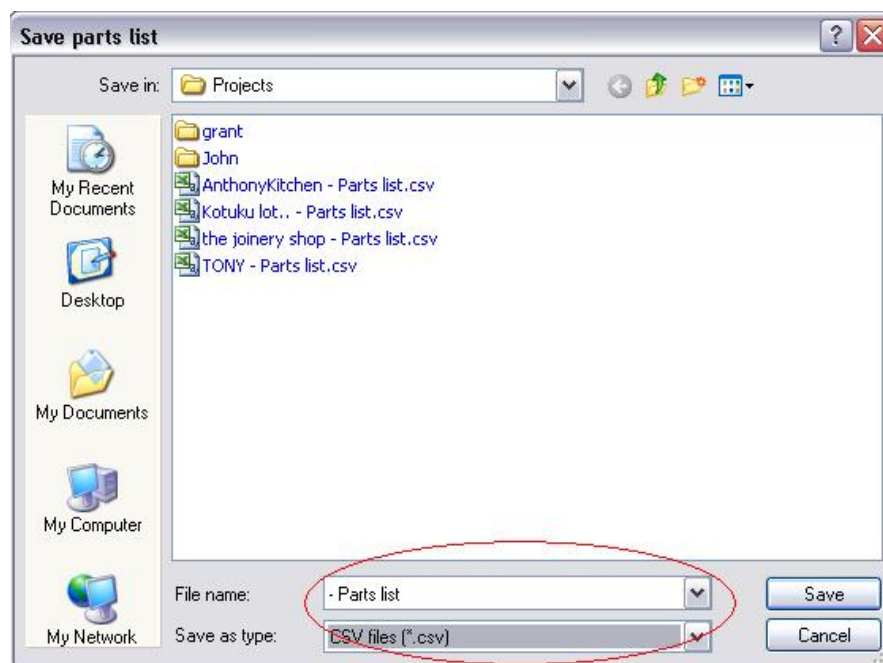 Save parts list
Save in: Projects
My Recent
Documents
Desktop
My Documents
My Computer
My Network
grant
John
AnthonyKitchen - Parts list.csv
Kotuku lot.. - Parts list.csv
the joinery shop - Parts list.csv
TONY - Parts list.csv
File name: - Parts list Save
Save as type: CSV files (*.csv) Cancel